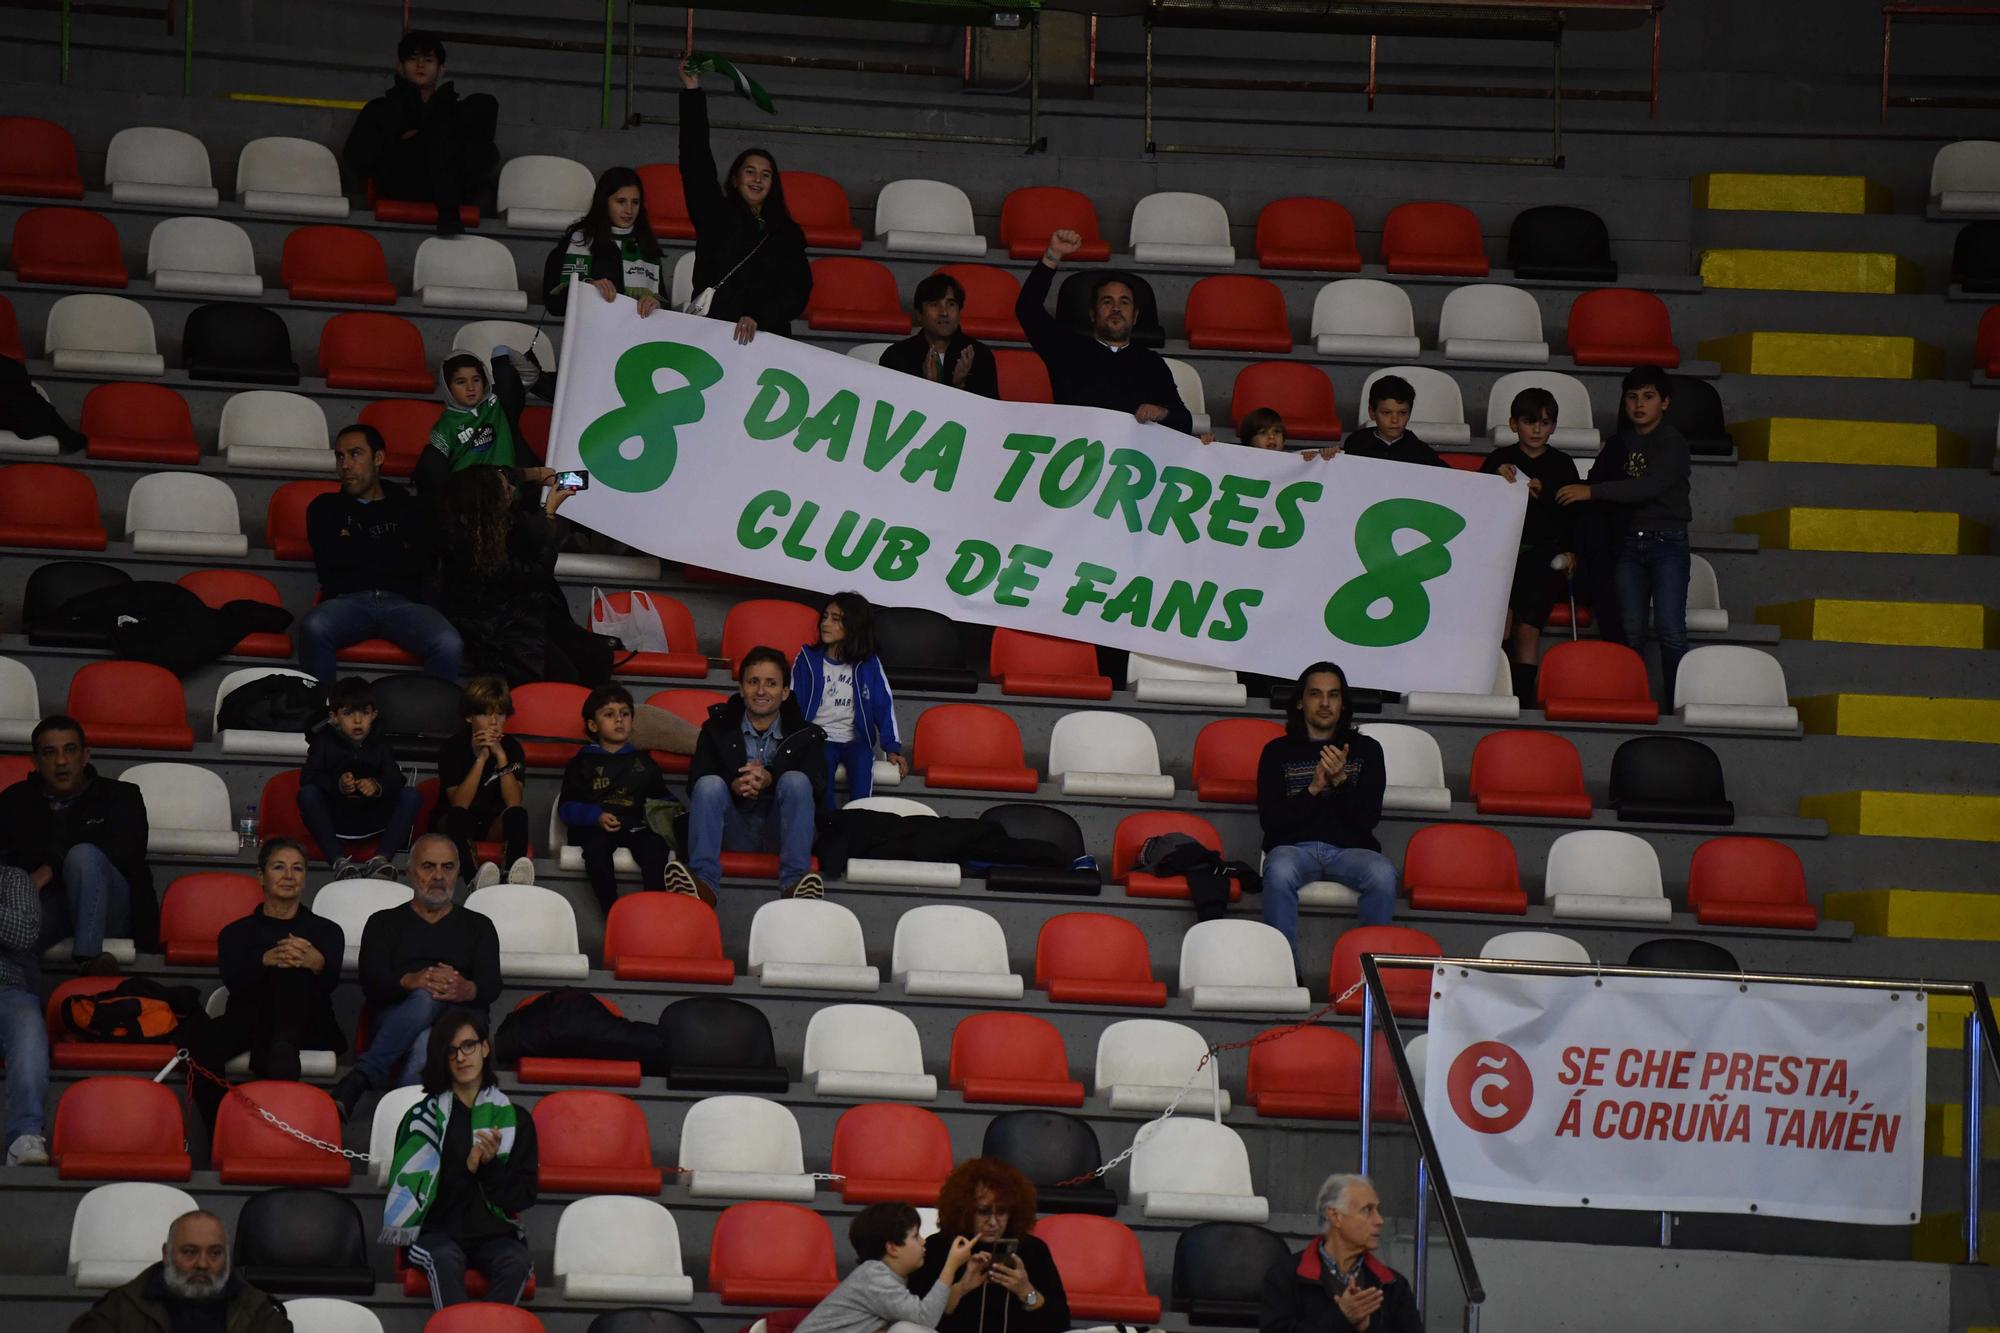 8 DAVA TORRES 8
CLUB DE FANS
SE CHE PRESTA,
Á CORUÑA TAMÉN